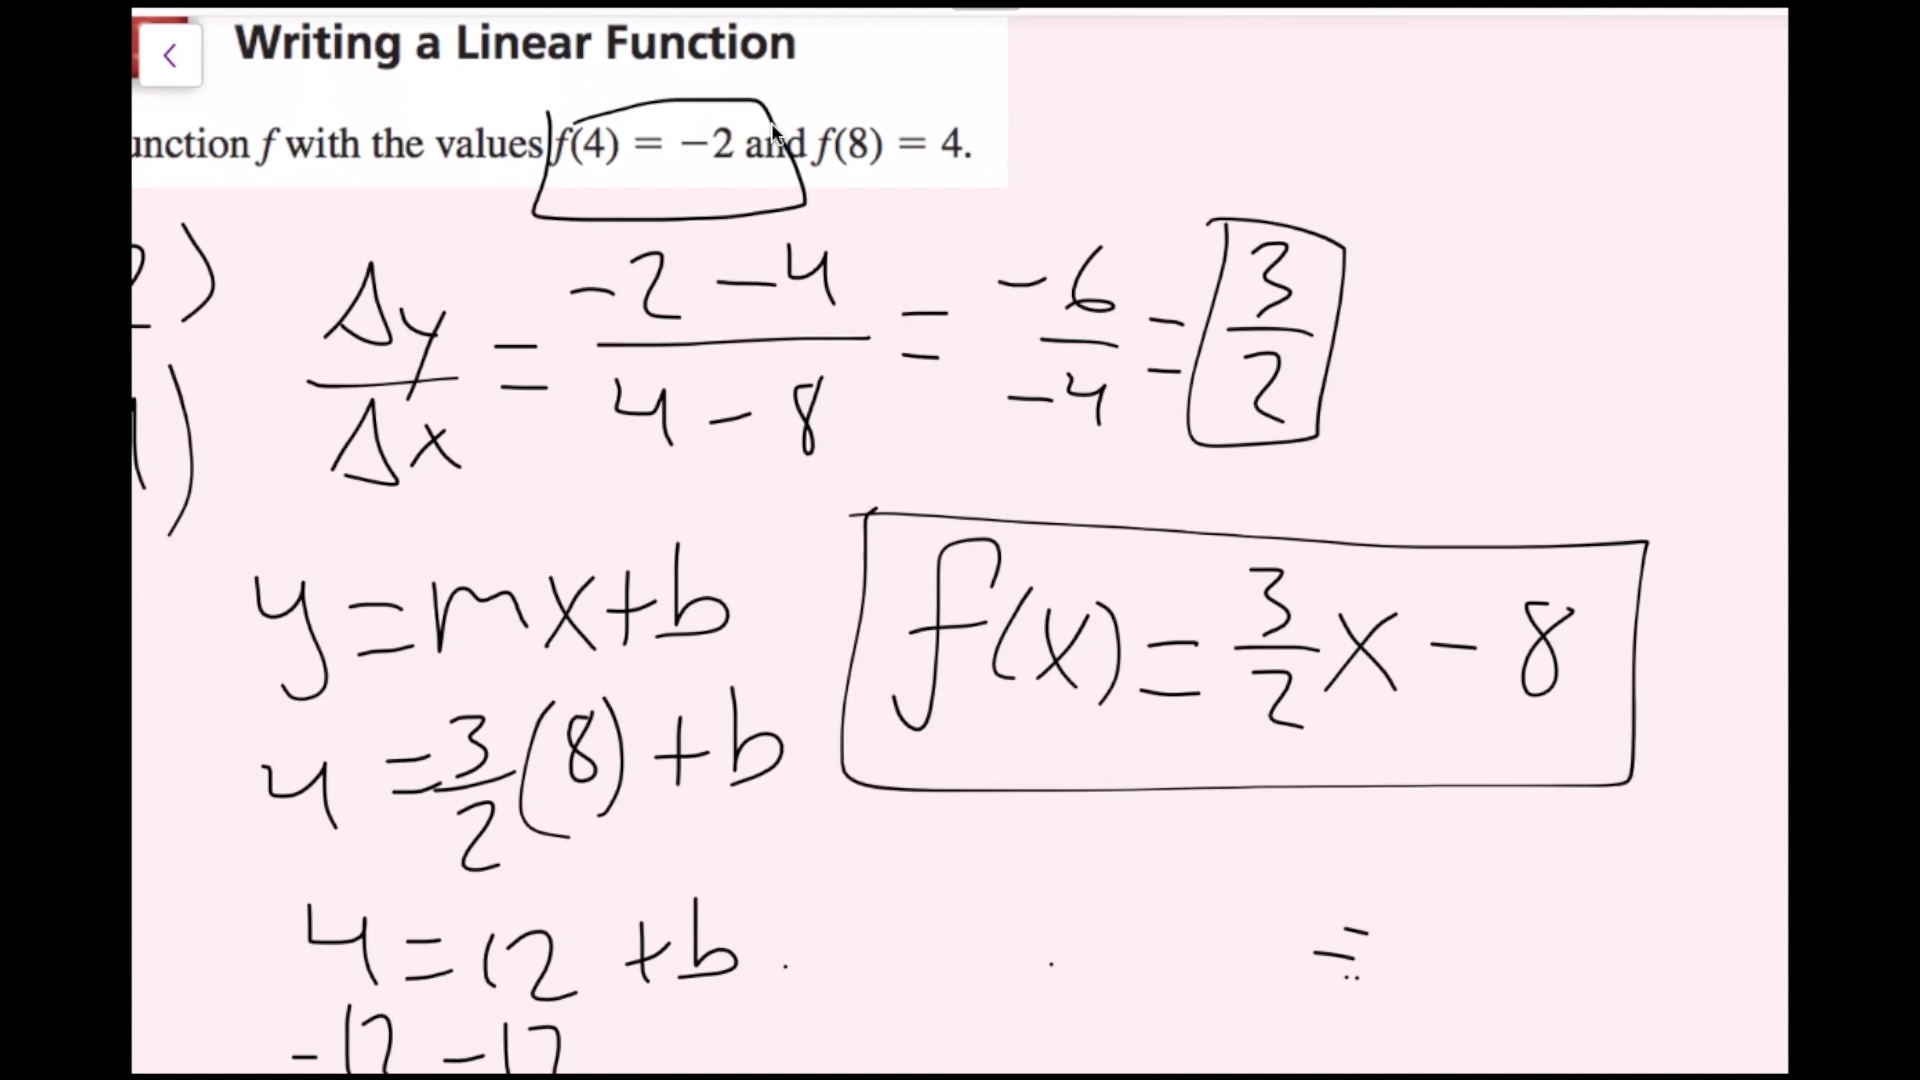 Writing a Linear Function
unction f with the values f(4) = −2 and f(8) = 4.
Δy/Δx = (-2 - 4)/(4 - 8) = -6/-4 = 3/2
y = mx + b
f(x) = 3/2 x - 8
4 = 3/2 (8) + b
4 = 12 + b
-12 -12